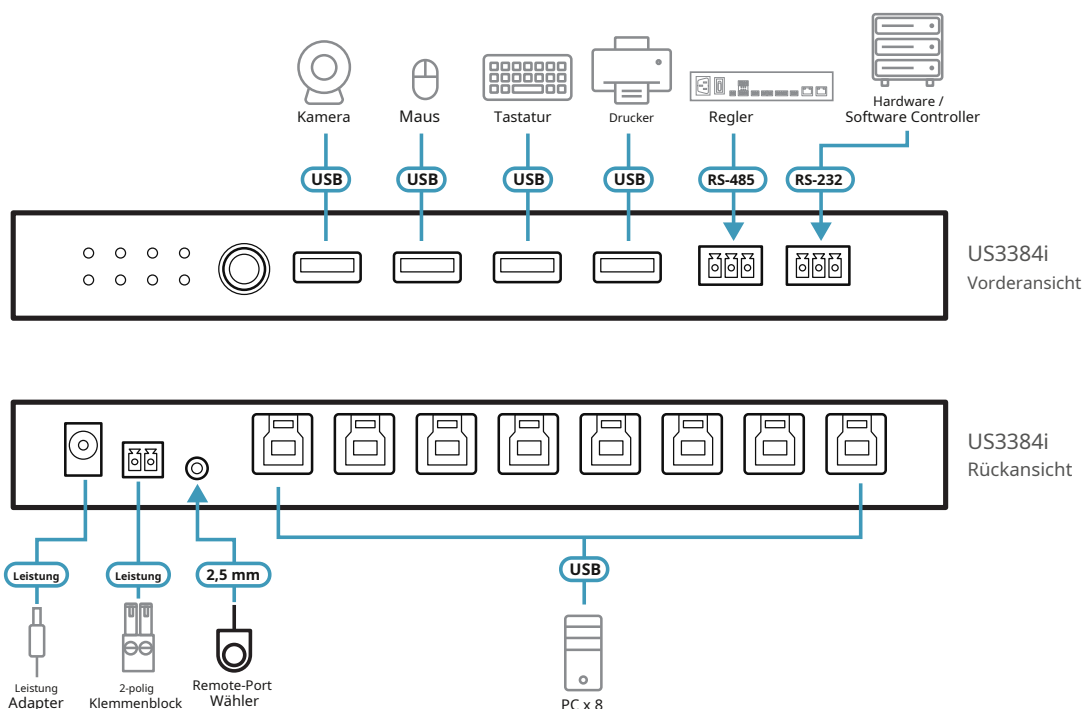 Kamera
Maus
Tastatur
Drucker
Regler
Hardware /
Software Controller
USB
USB
USB
USB
RS-485
RS-232
US3384i
Vorderansicht
US3384i
Rückansicht
Leistung
Leistung
2,5 mm
USB
Leistung
Adapter
2-polig
Klemmenblock
Remote-Port
Wähler
PC x 8